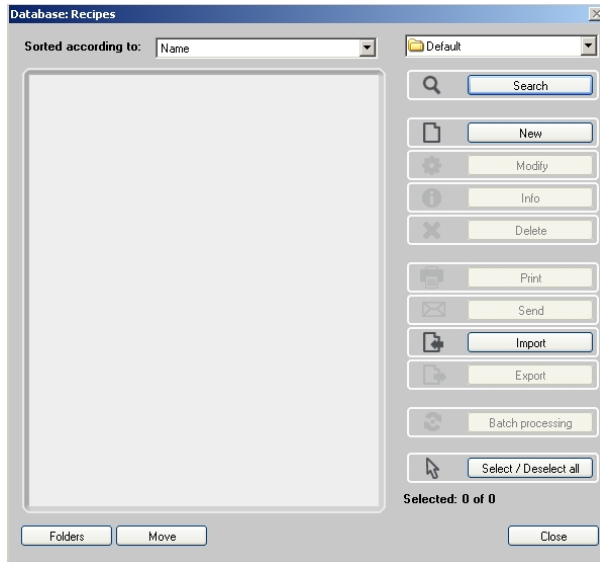 Database: Recipes
Sorted according to: Name
Default
Search
New
Modify
Info
Delete
Print
Send
Import
Export
Batch processing
Select / Deselect all
Selected: 0 of 0
Folders Move Close